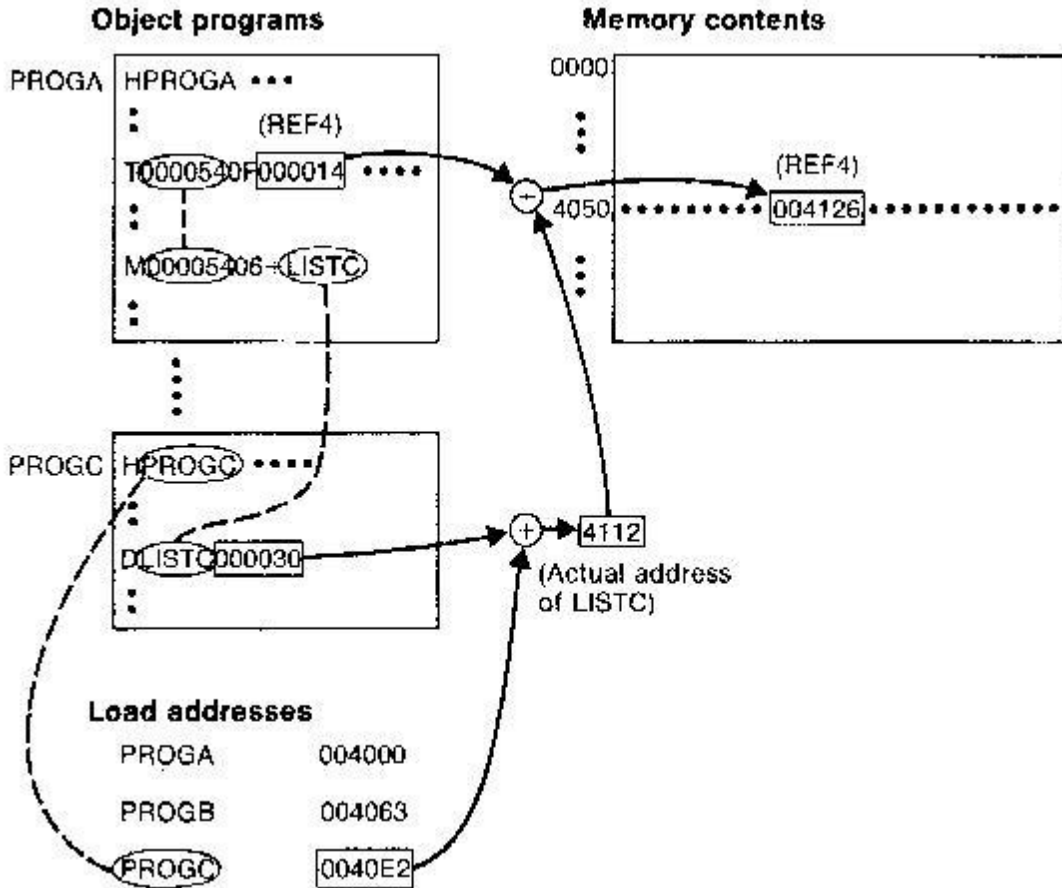 Object programs
Memory contents
PROGA
HPROGA ••••
(REF4)
T0000540F000014 ••••
M00005406+LISTC
0000
(REF4)
4050
004126
PROGC
HPROGC •••••
DLISTC000030
+
+
4112
(Actual address
of LISTC)
Load addresses
PROGA 004000
PROGB 004063
PROGC 0040E2